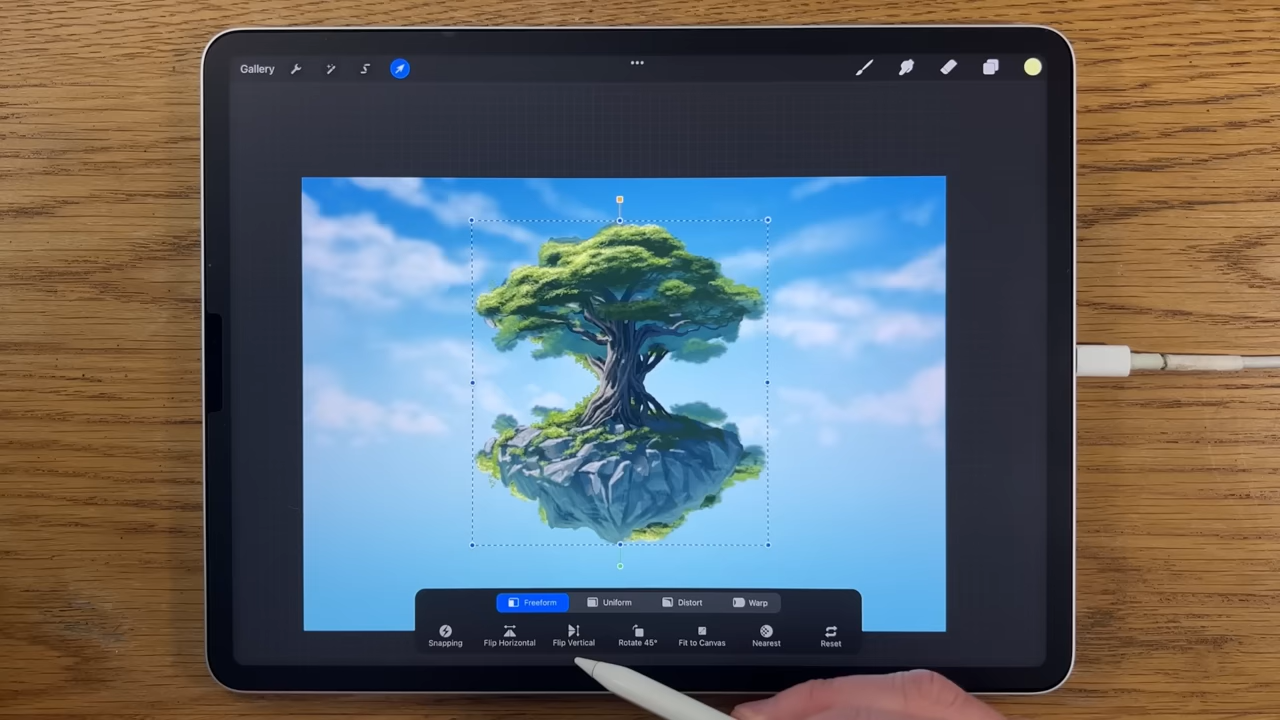 Gallery
Freeform Uniform Distort Warp
Snapping Flip Horizontal Flip Vertical Rotate 45° Fit to Canvas Nearest Reset